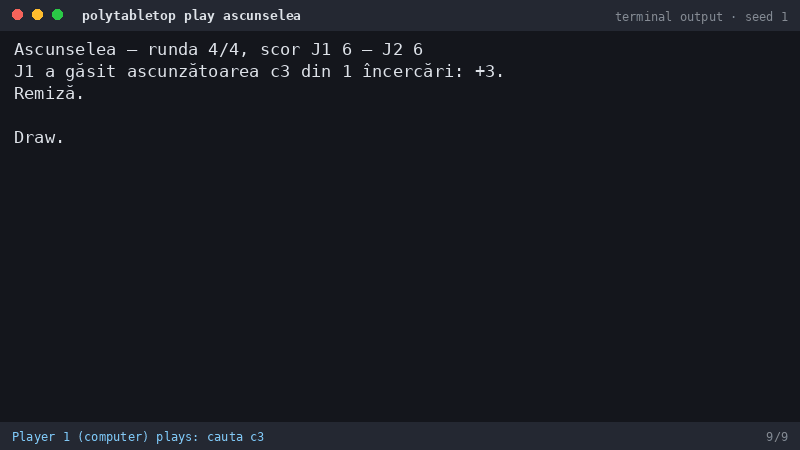 polytabletop play ascunselea
terminal output · seed 1
Ascunselea — runda 4/4, scor J1 6 — J2 6
J1 a găsit ascunzătoarea c3 din 1 încercări: +3.
Remiză.
Draw.
Player 1 (computer) plays: cauta c3
9/9